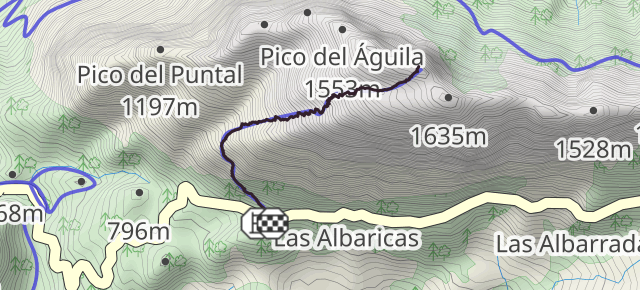 Pico del Águila
1553m
Pico del Puntal
1197m
1635m
1528m
68m
796m
Las Albaricas
Las Albarrada